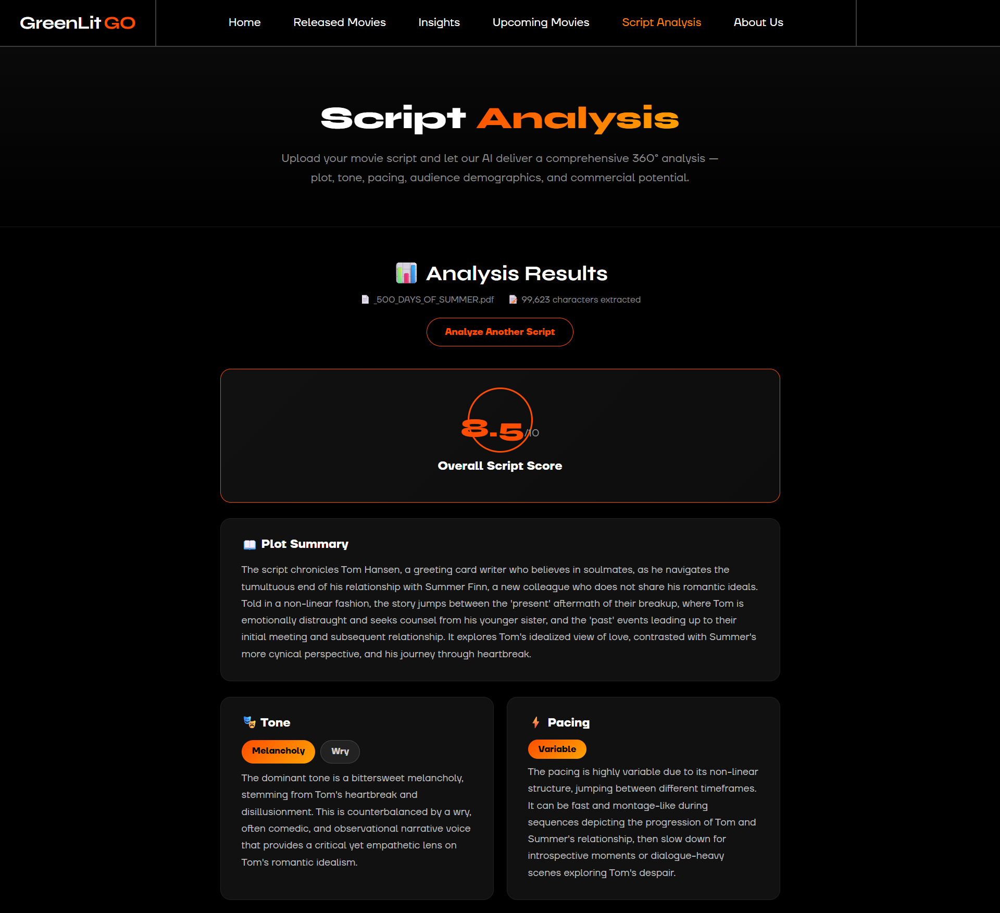 GreenLit GO
Home
Released Movies
Insights
Upcoming Movies
Script Analysis
About Us
Script Analysis
Upload your movie script and let our AI deliver a comprehensive 360° analysis —
plot, tone, pacing, audience demographics, and commercial potential.
Analysis Results
_500_DAYS_OF_SUMMER.pdf
99,623 characters extracted
Analyze Another Script
8.5/10
Overall Script Score
Plot Summary
The script chronicles Tom Hansen, a greeting card writer who believes in soulmates, as he navigates the
tumultuous end of his relationship with Summer Finn, a new colleague who does not share his romantic ideals.
Told in a non-linear fashion, the story jumps between the 'present' aftermath of their breakup, where Tom is
emotionally distraught and seeks counsel from his younger sister, and the 'past' events leading up to their
initial meeting and subsequent relationship. It explores Tom's idealized view of love, contrasted with Summer's
more cynical perspective, and his journey through heartbreak.
Tone
Melancholy
Wry
The dominant tone is a bittersweet melancholy,
stemming from Tom's heartbreak and
disillusionment. This is counterbalanced by a wry,
often comedic, and observational narrative voice
that provides a critical yet empathetic lens on
Tom's romantic idealism.
Pacing
Variable
The pacing is highly variable due to its non-linear
structure, jumping between different timeframes.
It can be fast and montage-like during
sequences depicting the progression of Tom and
Summer's relationship, then slow down for
introspective moments or dialogue-heavy
scenes exploring Tom's despair.